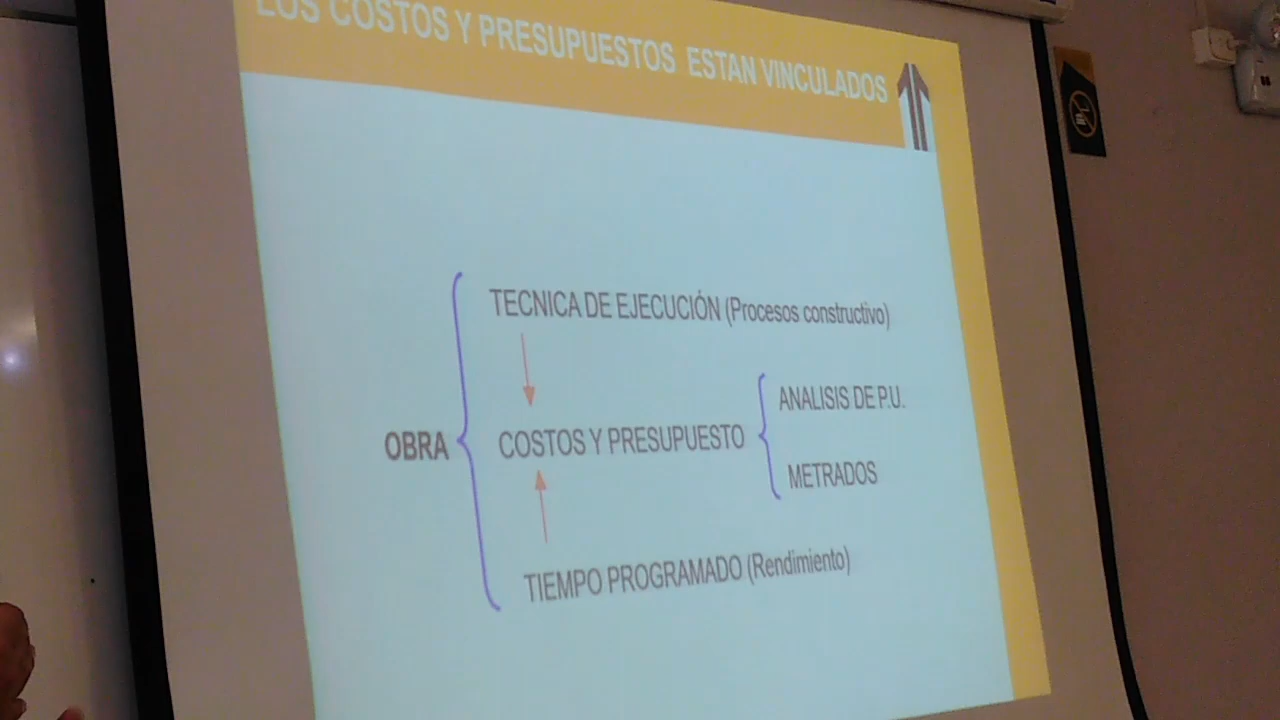 LOS COSTOS Y PRESUPUESTOS ESTAN VINCULADOS
TECNICA DE EJECUCIÓN (Procesos constructivo)
ANALISIS DE P.U.
OBRA
COSTOS Y PRESUPUESTO
METRADOS
TIEMPO PROGRAMADO (Rendimiento)